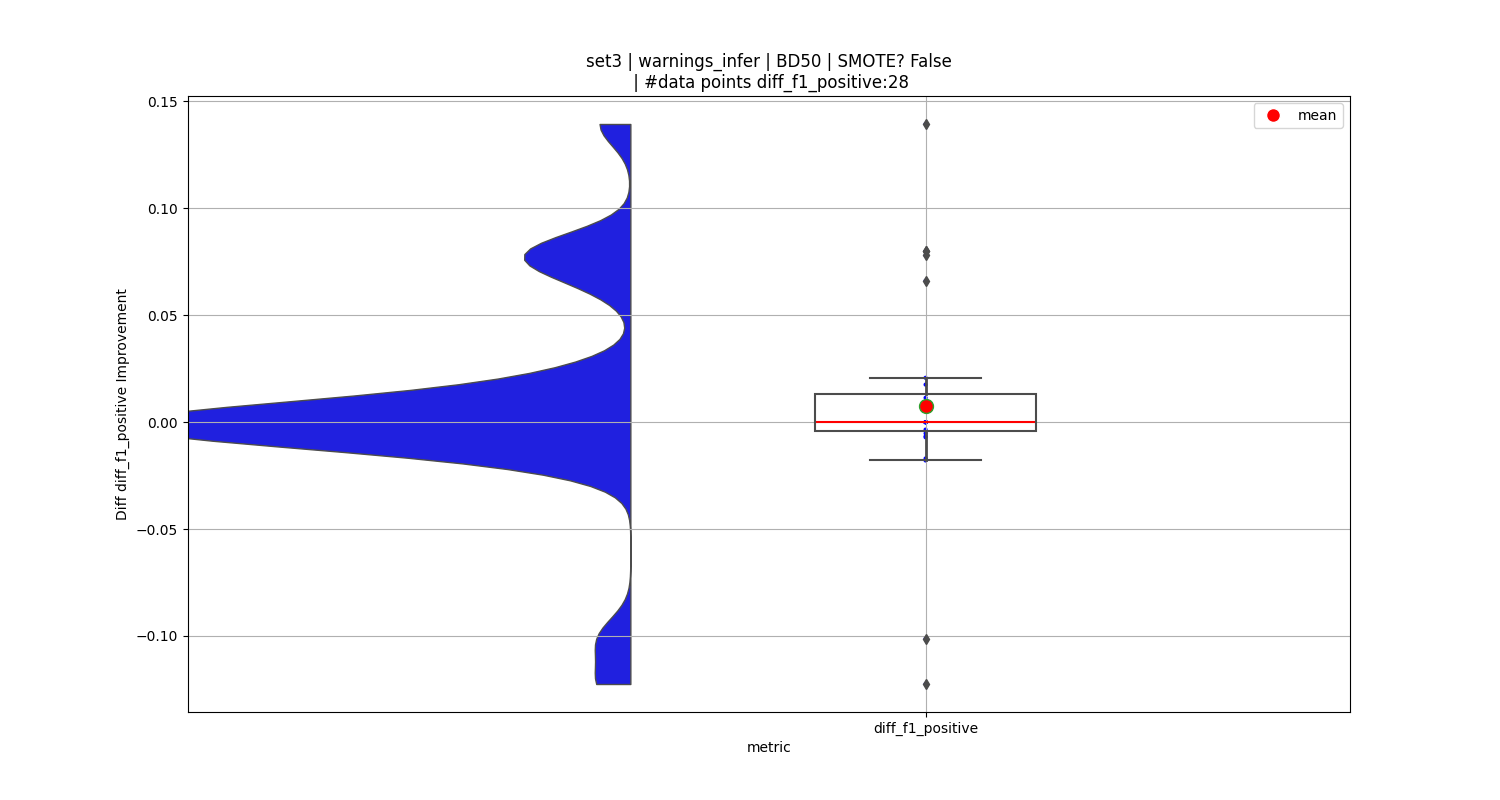 set3 | warnings_infer | BD50 | SMOTE? False
| #data points diff_f1_positive:28
mean
0.15
0.10
0.05
0.00
−0.05
−0.10
Diff diff_f1_positive Improvement
diff_f1_positive
metric